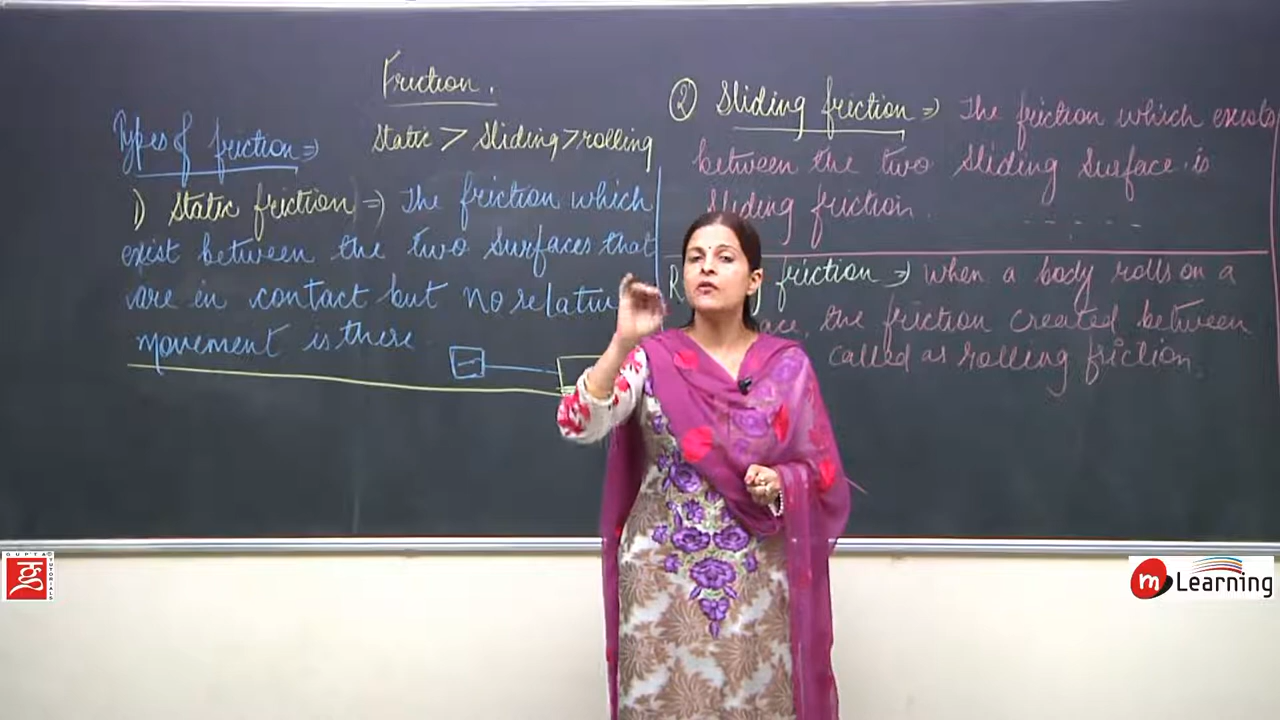 Friction.
Types of friction ⇒
Static > Sliding > rolling
1) Static friction ⇒ The friction which
exist between the two surfaces that
are in contact but no relative
movement is there
② Sliding friction ⇒ The friction which exists
between the two Sliding Surface is
Sliding friction.
friction ⇒ when a body rolls on a
the friction created between
called as rolling friction.
GUPTA TUTORIALS
m Learning